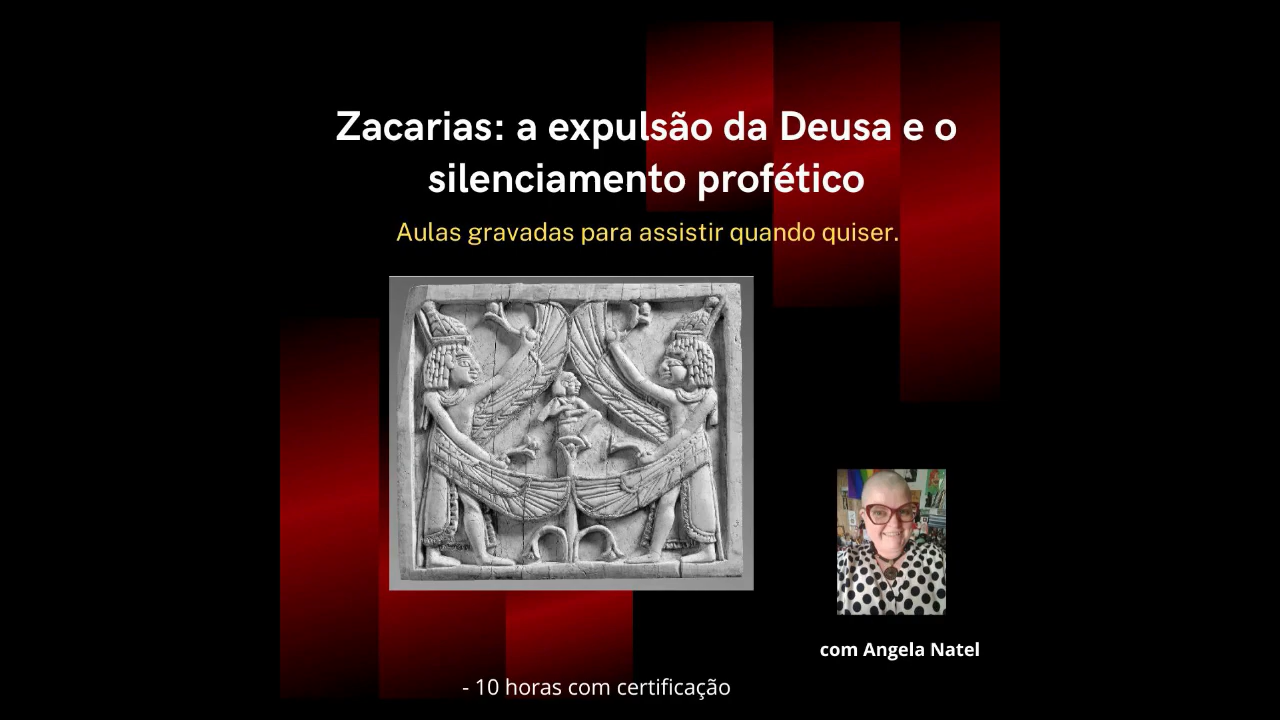 Zacarias: a expulsão da Deusa e o
silenciamento profético
Aulas gravadas para assistir quando quiser.
com Angela Natel
- 10 horas com certificação